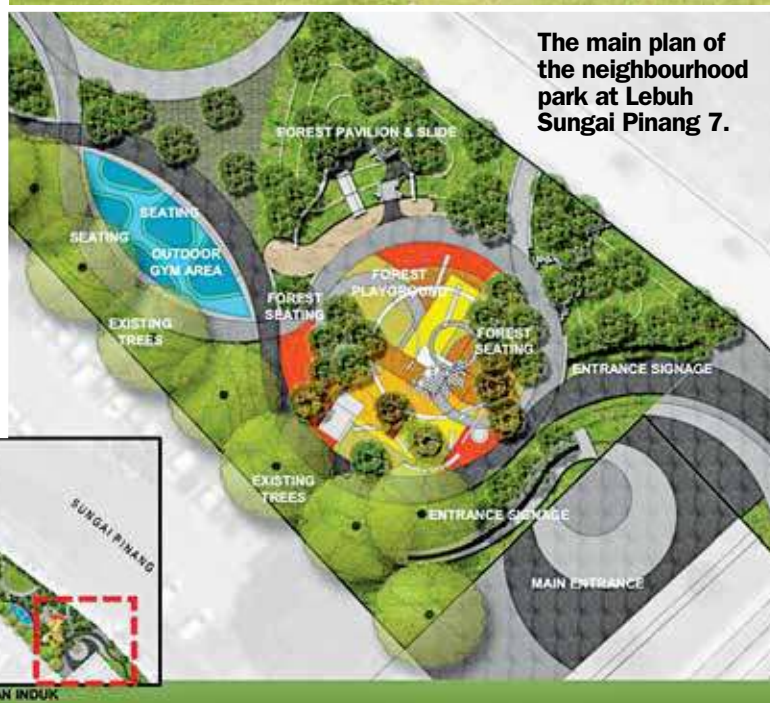 The main plan of
the neighbourhood
park at Lebuh
Sungai Pinang 7.
FOREST PAVILION & SLIDE
SEATING
SEATING
OUTDOOR
GYM AREA
FOREST
PLAYGROUND
FOREST
SEATING
FOREST
SEATING
EXISTING
TREES
ENTRANCE SIGNAGE
EXISTING
TREES
ENTRANCE SIGNAGE
MAIN ENTRANCE
SUNGAI PINANG
AN INDUK